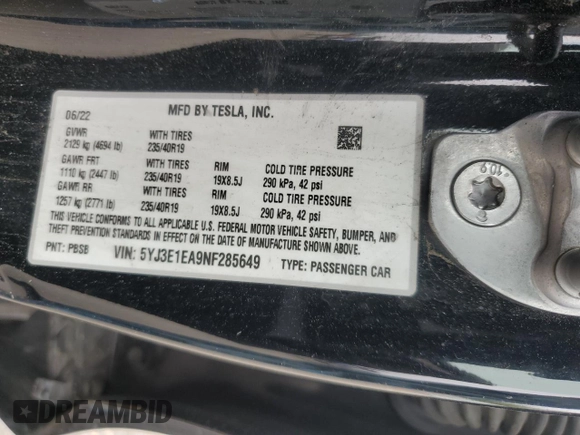 06/22 MFD BY TESLA, INC.
GVWR WITH TIRES
2129 kg (4694 lb) 235/40R19
GAWR FRT WITH TIRES RIM COLD TIRE PRESSURE
1110 kg (2447 lb) 235/40R19 19X8.5J 290 kPa, 42 psi
GAWR RR WITH TIRES RIM COLD TIRE PRESSURE
1257 kg (2771 lb) 235/40R19 19X8.5J 290 kPa, 42 psi
THIS VEHICLE CONFORMS TO ALL APPLICABLE U.S. FEDERAL MOTOR VEHICLE SAFETY, BUMPER, AND
THEFT PREVENTION STANDARDS IN EFFECT ON THE DATE OF MANUFACTURE SHOWN ABOVE.
PNT: PBSB VIN: 5YJ3E1EA9NF285649 TYPE: PASSENGER CAR
10.9
DREAMBID